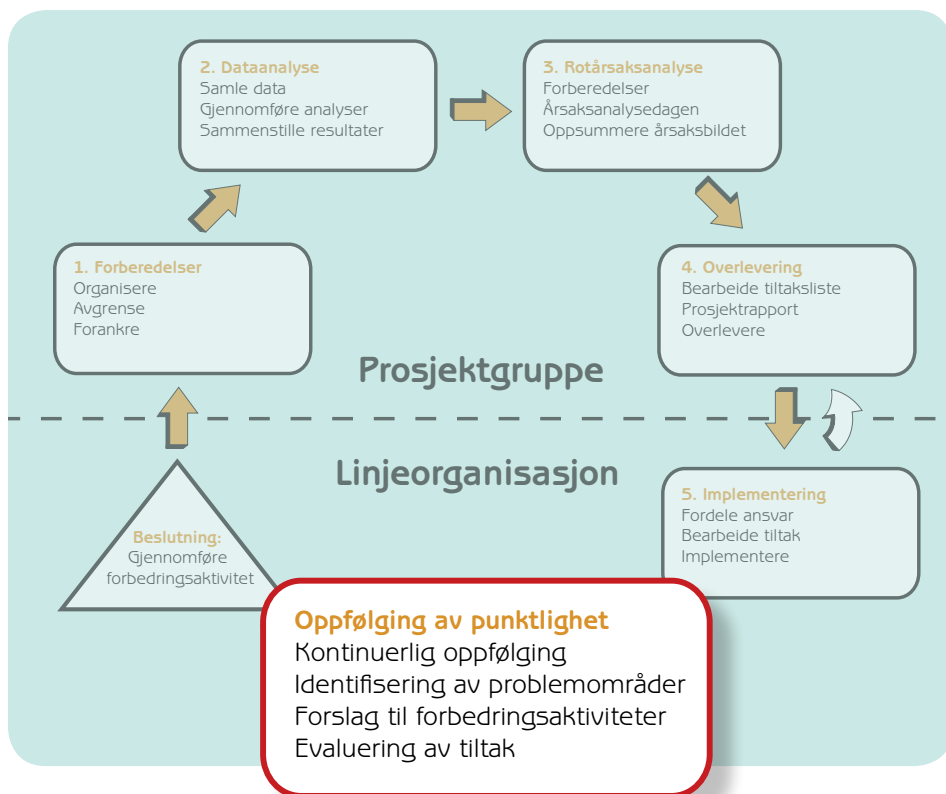 2. Dataanalyse
Samle data
Gjennomføre analyser
Sammenstille resultater
3. Rotårsaksanalyse
Forberedelser
Årsaksanalysedagen
Oppsummere årsaksbildet
1. Forberedelser
Organisere
Avgrense
Forankre
4. Overlevering
Bearbeide tiltaksliste
Prosjektrapport
Overlevere
Prosjektgruppe
Linjeorganisasjon
5. Implementering
Fordele ansvar
Bearbeide tiltak
Implementere
Beslutning:
Gjennomføre
forbedringsaktivitet
Oppfølging av punktlighet
Kontinuerlig oppfølging
Identifisering av problemområder
Forslag til forbedringsaktiviteter
Evaluering av tiltak